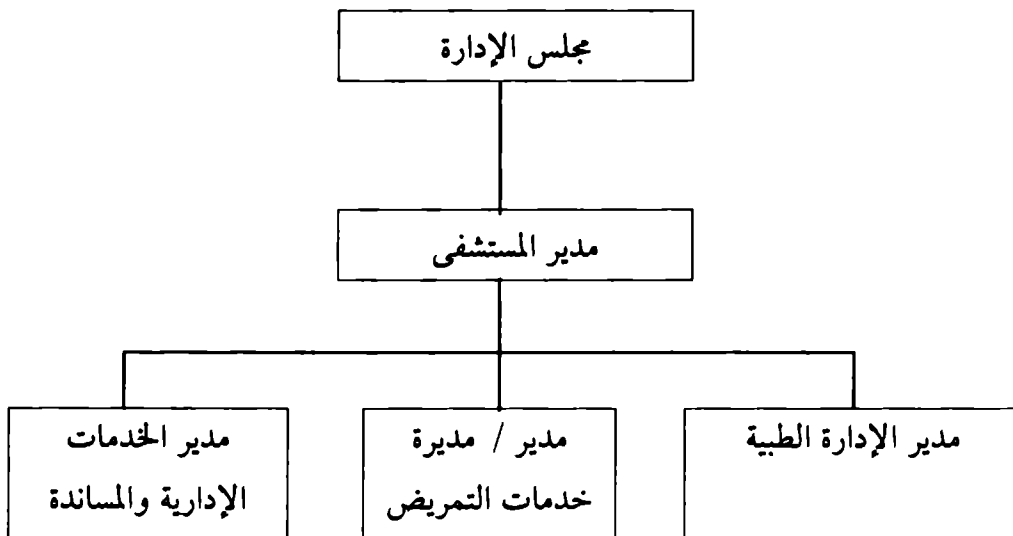 مجلس الإدارة
مدير المستشفى
مدير الإدارة الطبية
مدير / مديرة
خدمات التمريض
مدير الخدمات
الإدارية والمساندة